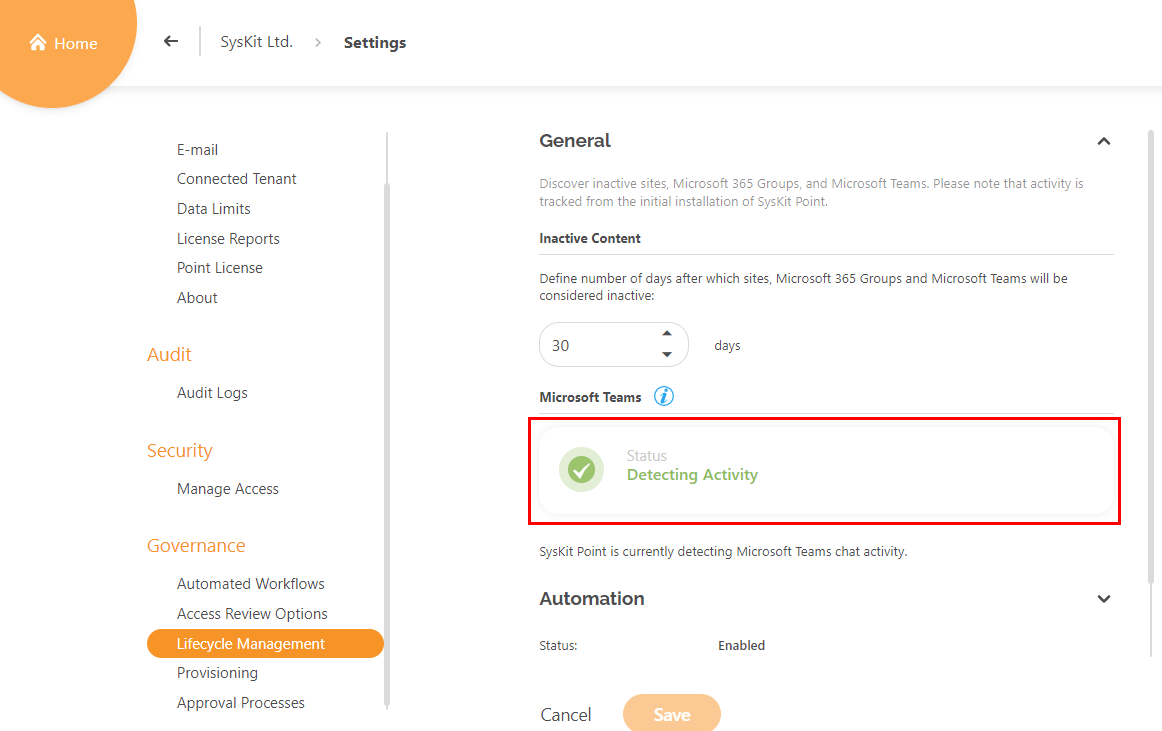 Home
SysKit Ltd.
Settings
E-mail
Connected Tenant
Data Limits
License Reports
Point License
About
Audit
Audit Logs
Security
Manage Access
Governance
Automated Workflows
Access Review Options
Lifecycle Management
Provisioning
Approval Processes
General
Discover inactive sites, Microsoft 365 Groups, and Microsoft Teams. Please note that activity is
tracked from the initial installation of SysKit Point.
Inactive Content
Define number of days after which sites, Microsoft 365 Groups and Microsoft Teams will be
considered inactive:
30 days
Microsoft Teams i
Status
Detecting Activity
SysKit Point is currently detecting Microsoft Teams chat activity.
Automation
Status: Enabled
Cancel Save